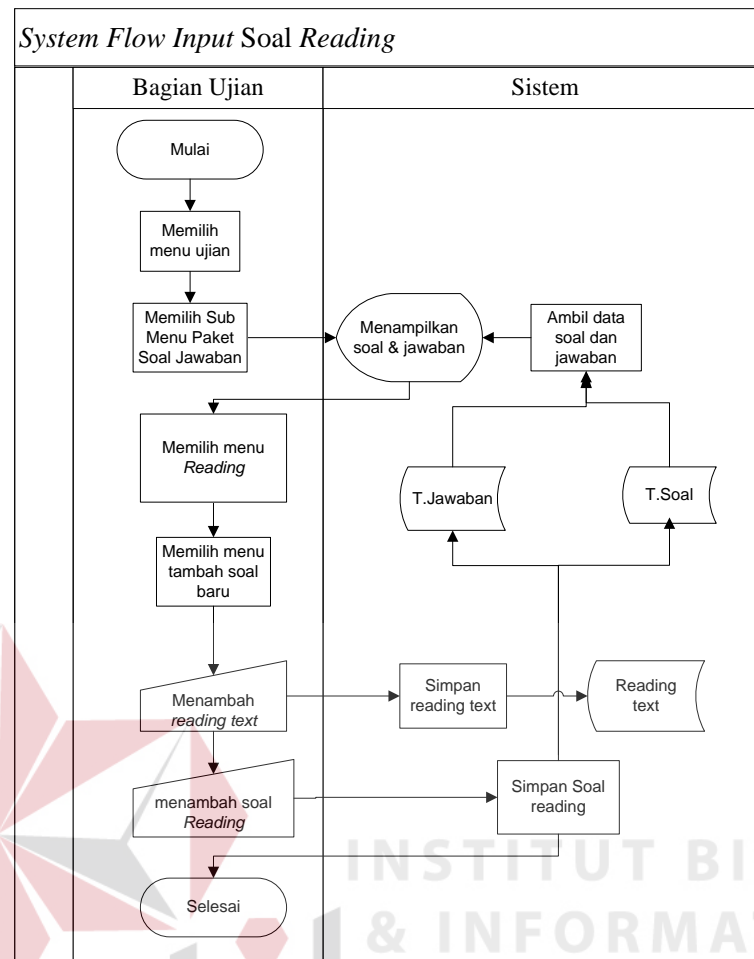 System Flow Input Soal Reading
Bagian Ujian
Sistem
Mulai
Memilih
menu ujian
Memilih Sub
Menu Paket
Soal Jawaban
Menampilkan
soal & jawaban
Ambil data
soal dan
jawaban
Memilih menu
Reading
T.Jawaban
T.Soal
Memilih menu
tambah soal
baru
Menambah
reading text
Simpan
reading text
Reading
text
menambah soal
Reading
Simpan Soal
reading
Selesai
INSTITUT BI
& INFORMA